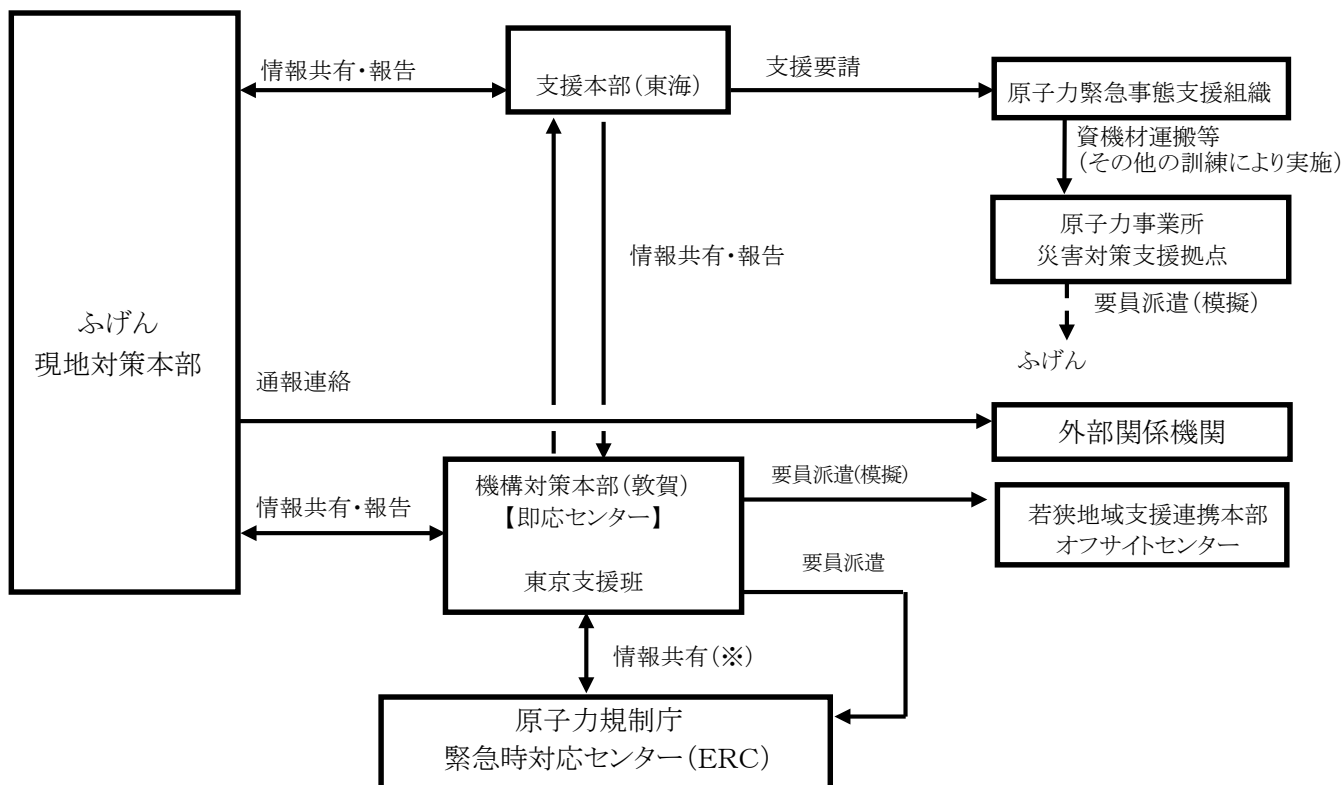 情報共有・報告
支援本部（東海）
支援要請
原子力緊急事態支援組織
資機材運搬等
（その他の訓練により実施）
原子力事業所
災害対策支援拠点
要員派遣（模擬）
ふげん
情報共有・報告
ふげん
現地対策本部
通報連絡
外部関係機関
情報共有・報告
機構対策本部（敦賀）
【即応センター】
東京支援班
要員派遣(模擬)
若狭地域支援連携本部
オフサイトセンター
要員派遣
情報共有（※）
原子力規制庁
緊急時対応センター（ERC）